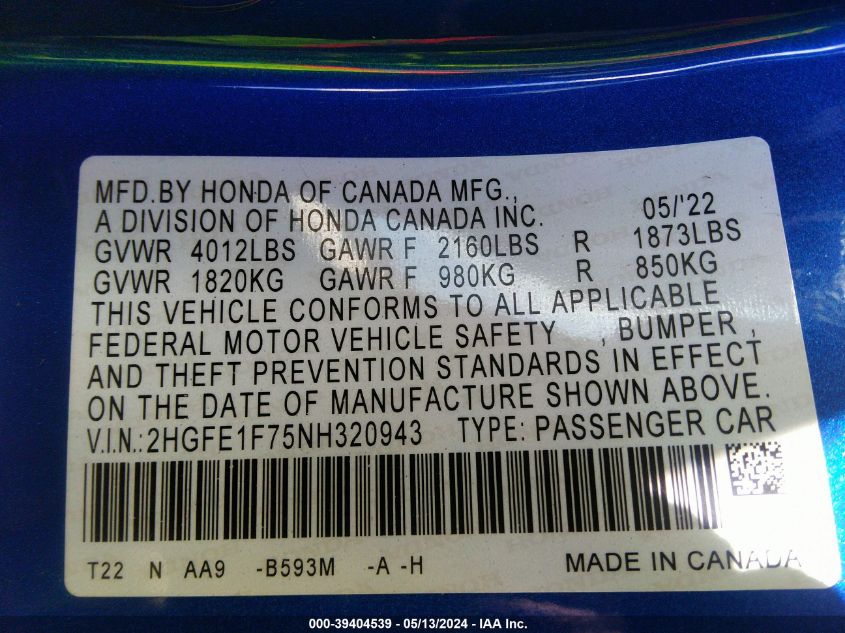 MFD.BY HONDA OF CANADA MFG.,
A DIVISION OF HONDA CANADA INC. 05/'22
GVWR 4012LBS GAWR F 2160LBS R 1873LBS
GVWR 1820KG GAWR F 980KG R 850KG
THIS VEHICLE CONFORMS TO ALL APPLICABLE
FEDERAL MOTOR VEHICLE SAFETY , BUMPER ,
AND THEFT PREVENTION STANDARDS IN EFFECT
ON THE DATE OF MANUFACTURE SHOWN ABOVE.
V.I.N.:2HGFE1F75NH320943 TYPE: PASSENGER CAR
T22 N AA9 -B593M -A -H MADE IN CANADA
000-39404539 - 05/13/2024 - IAA Inc.